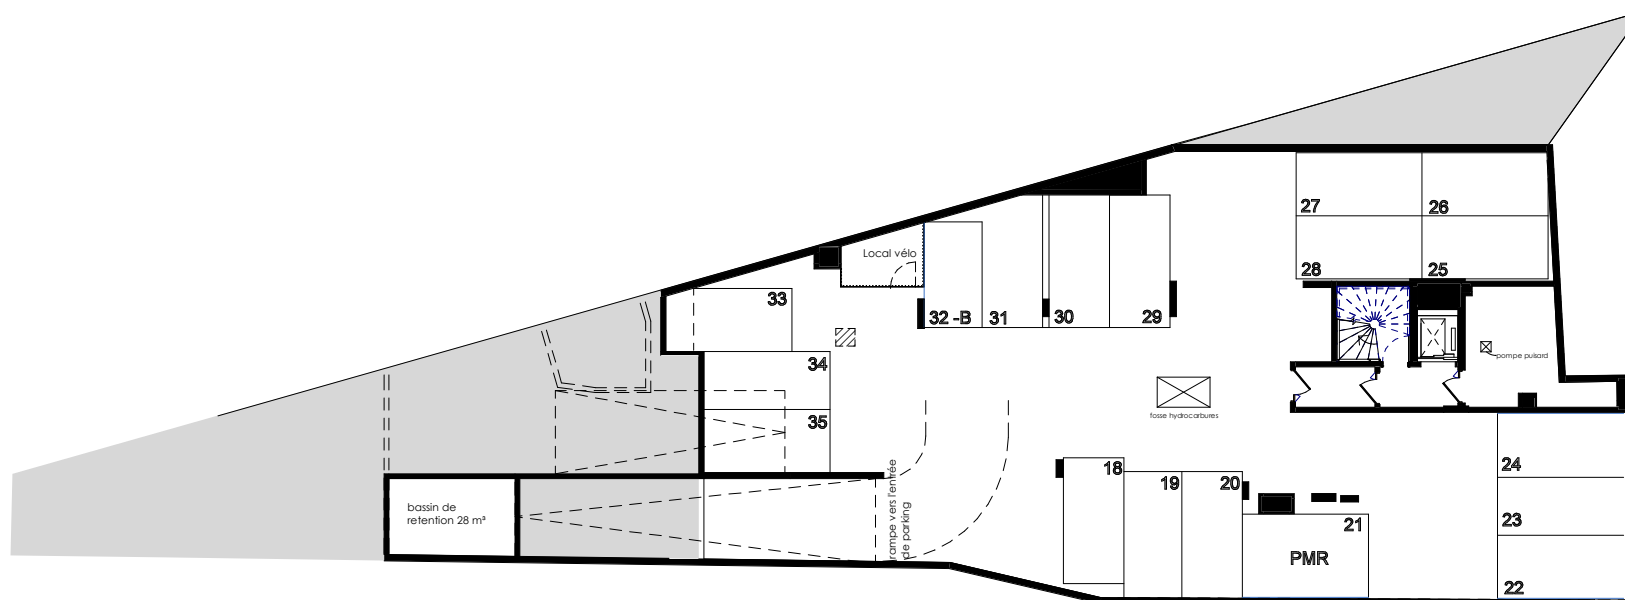 27
26
28
25
Local vélo
33
32 -B
31
30
29
34
pompe puisard
35
fosse hydrocarbures
18
19
20
24
bassin de
retention 28 m³
rampe vers l'entrée
de parking
21
23
PMR
22